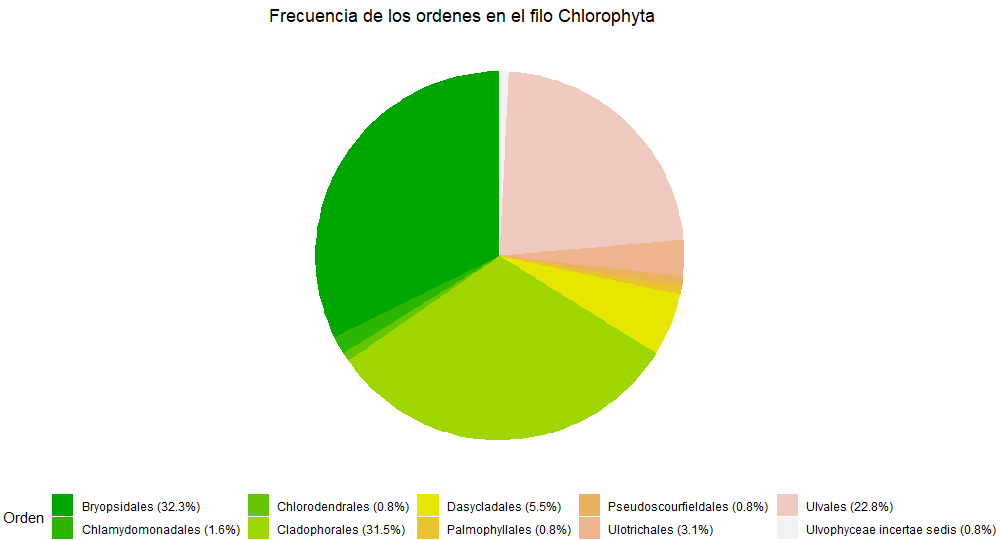 Frecuencia de los ordenes en el filo Chlorophyta
Orden
Bryopsidales (32.3%) Chlorodendrales (0.8%) Dasycladales (5.5%) Pseudoscourfieldales (0.8%) Ulvales (22.8%)
Chlamydomonadales (1.6%) Cladophorales (31.5%) Palmophyllales (0.8%) Ulotrichales (3.1%) Ulvophyceae incertae sedis (0.8%)